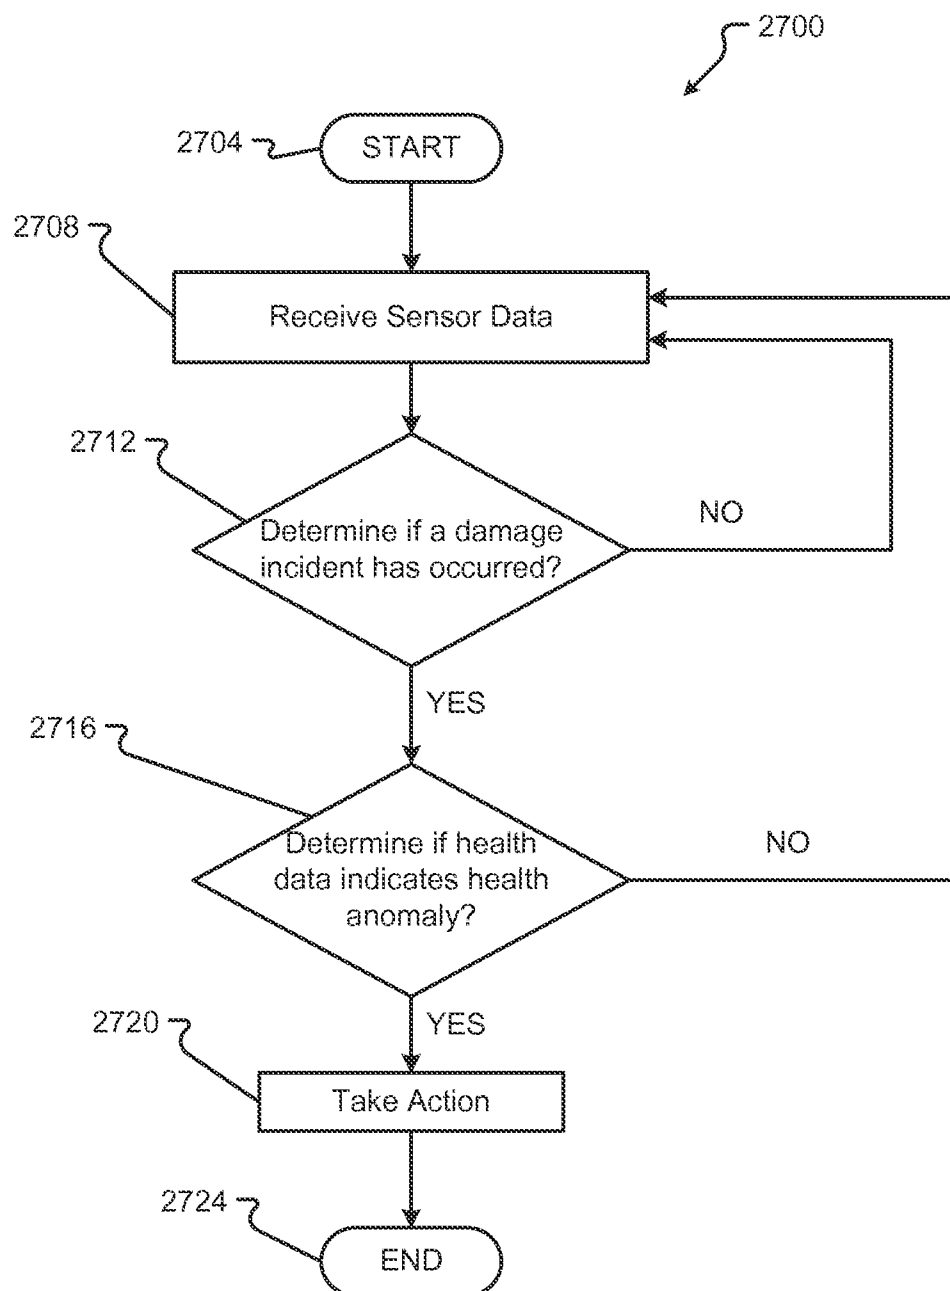 2700
2704
START
2708
Receive Sensor Data
2712
Determine if a damage
incident has occurred?
NO
YES
2716
Determine if health
data indicates health
anomaly?
NO
YES
2720
Take Action
2724
END